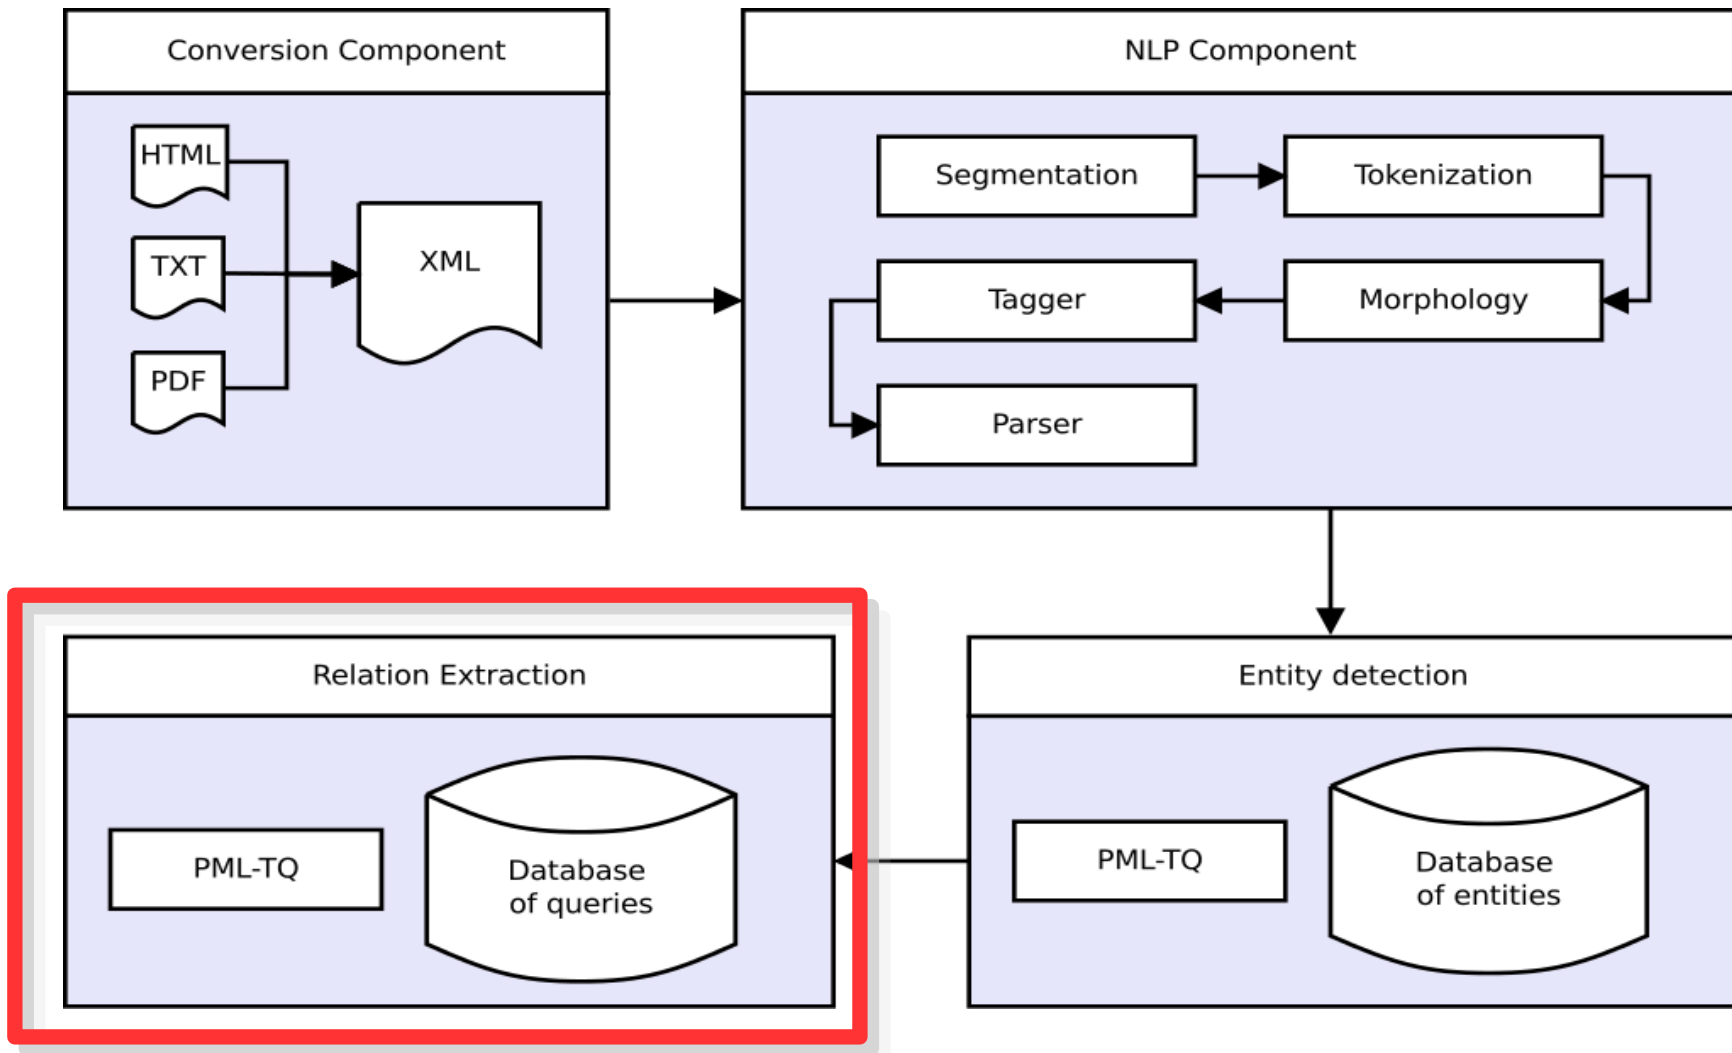 Conversion Component
HTML
TXT
PDF
XML
NLP Component
Segmentation
Tokenization
Tagger
Morphology
Parser
Relation Extraction
PML-TQ
Database
of queries
Entity detection
PML-TQ
Database
of entities